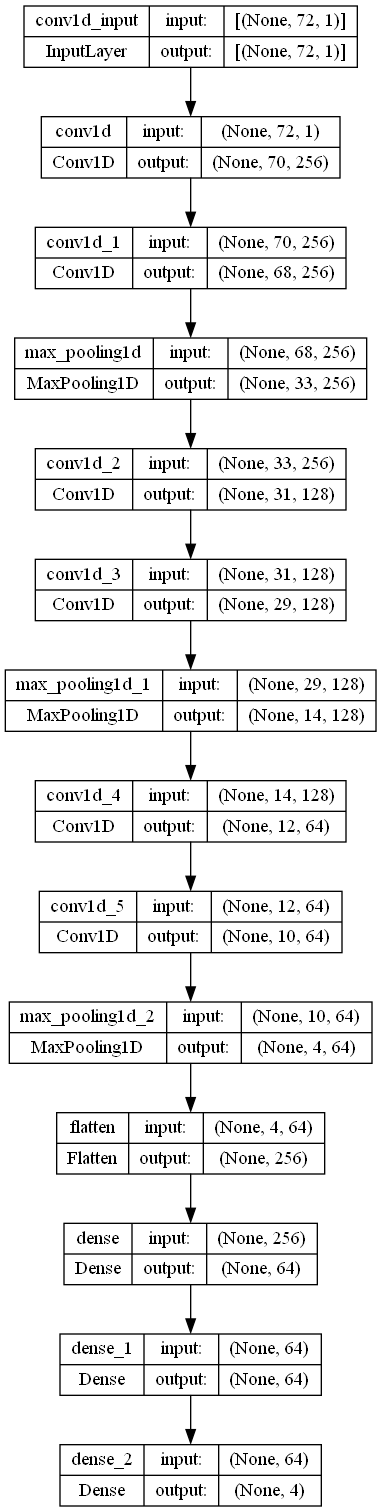 conv1d_input input: [(None, 72, 1)]
InputLayer output: [(None, 72, 1)]
conv1d input: (None, 72, 1)
Conv1D output: (None, 70, 256)
conv1d_1 input: (None, 70, 256)
Conv1D output: (None, 68, 256)
max_pooling1d input: (None, 68, 256)
MaxPooling1D output: (None, 33, 256)
conv1d_2 input: (None, 33, 256)
Conv1D output: (None, 31, 128)
conv1d_3 input: (None, 31, 128)
Conv1D output: (None, 29, 128)
max_pooling1d_1 input: (None, 29, 128)
MaxPooling1D output: (None, 14, 128)
conv1d_4 input: (None, 14, 128)
Conv1D output: (None, 12, 64)
conv1d_5 input: (None, 12, 64)
Conv1D output: (None, 10, 64)
max_pooling1d_2 input: (None, 10, 64)
MaxPooling1D output: (None, 4, 64)
flatten input: (None, 4, 64)
Flatten output: (None, 256)
dense input: (None, 256)
Dense output: (None, 64)
dense_1 input: (None, 64)
Dense output: (None, 64)
dense_2 input: (None, 64)
Dense output: (None, 4)